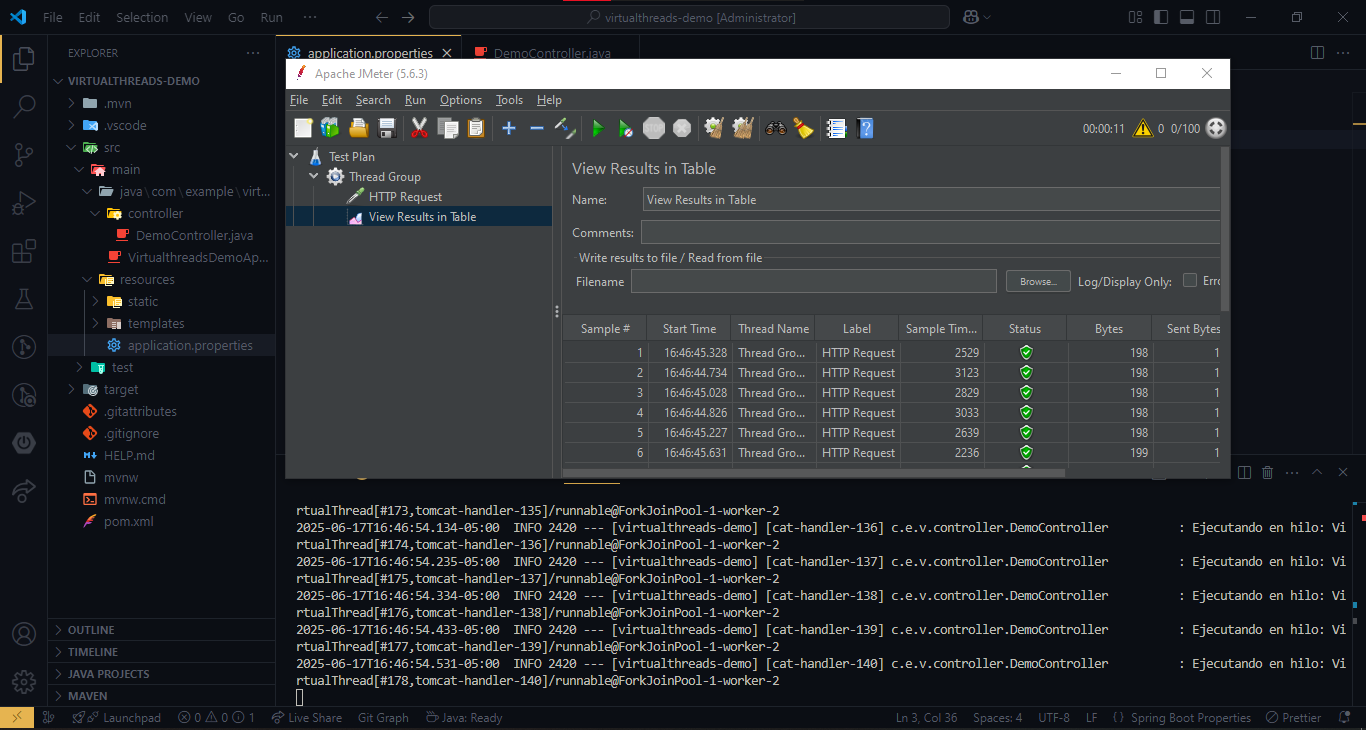 File Edit Selection View Go Run ··· virtualthreads-demo [Administrator]
EXPLORER ···
application.properties
DemoController.java
VIRTUALTHREADS-DEMO
.mvn
.vscode
src
main
java\com\example\virt...
controller
DemoController.java
VirtualthreadsDemoAp...
resources
static
templates
application.properties
test
target
.gitattributes
.gitignore
HELP.md
mvnw
mvnw.cmd
pom.xml
OUTLINE
TIMELINE
JAVA PROJECTS
MAVEN
Apache JMeter (5.6.3)
File Edit Search Run Options Tools Help
STOP
00:00:11 0 0/100
Test Plan
Thread Group
HTTP Request
View Results in Table
View Results in Table
Name: View Results in Table
Comments:
Write results to file / Read from file
Filename Browse... Log/Display Only: Erro
Sample # Start Time Thread Name Label Sample Tim... Status Bytes Sent Bytes
1 16:46:45.328 Thread Gro... HTTP Request 2529 198 1
2 16:46:44.734 Thread Gro... HTTP Request 3123 198 1
3 16:46:45.028 Thread Gro... HTTP Request 2829 198 1
4 16:46:44.826 Thread Gro... HTTP Request 3033 198 1
5 16:46:45.227 Thread Gro... HTTP Request 2639 198 1
6 16:46:45.631 Thread Gro... HTTP Request 2236 199 1
rtualThread[#173,tomcat-handler-135]/runnable@ForkJoinPool-1-worker-2
2025-06-17T16:46:54.134-05:00 INFO 2420 --- [virtualthreads-demo] [cat-handler-136] c.e.v.controller.DemoController : Ejecutando en hilo: Vi
rtualThread[#174,tomcat-handler-136]/runnable@ForkJoinPool-1-worker-2
2025-06-17T16:46:54.235-05:00 INFO 2420 --- [virtualthreads-demo] [cat-handler-137] c.e.v.controller.DemoController : Ejecutando en hilo: Vi
rtualThread[#175,tomcat-handler-137]/runnable@ForkJoinPool-1-worker-2
2025-06-17T16:46:54.334-05:00 INFO 2420 --- [virtualthreads-demo] [cat-handler-138] c.e.v.controller.DemoController : Ejecutando en hilo: Vi
rtualThread[#176,tomcat-handler-138]/runnable@ForkJoinPool-1-worker-2
2025-06-17T16:46:54.433-05:00 INFO 2420 --- [virtualthreads-demo] [cat-handler-139] c.e.v.controller.DemoController : Ejecutando en hilo: Vi
rtualThread[#177,tomcat-handler-139]/runnable@ForkJoinPool-1-worker-2
2025-06-17T16:46:54.531-05:00 INFO 2420 --- [virtualthreads-demo] [cat-handler-140] c.e.v.controller.DemoController : Ejecutando en hilo: Vi
rtualThread[#178,tomcat-handler-140]/runnable@ForkJoinPool-1-worker-2
Launchpad 0 0 1 Live Share Git Graph Java: Ready Ln 3, Col 36 Spaces: 4 UTF-8 LF {} Spring Boot Properties Prettier